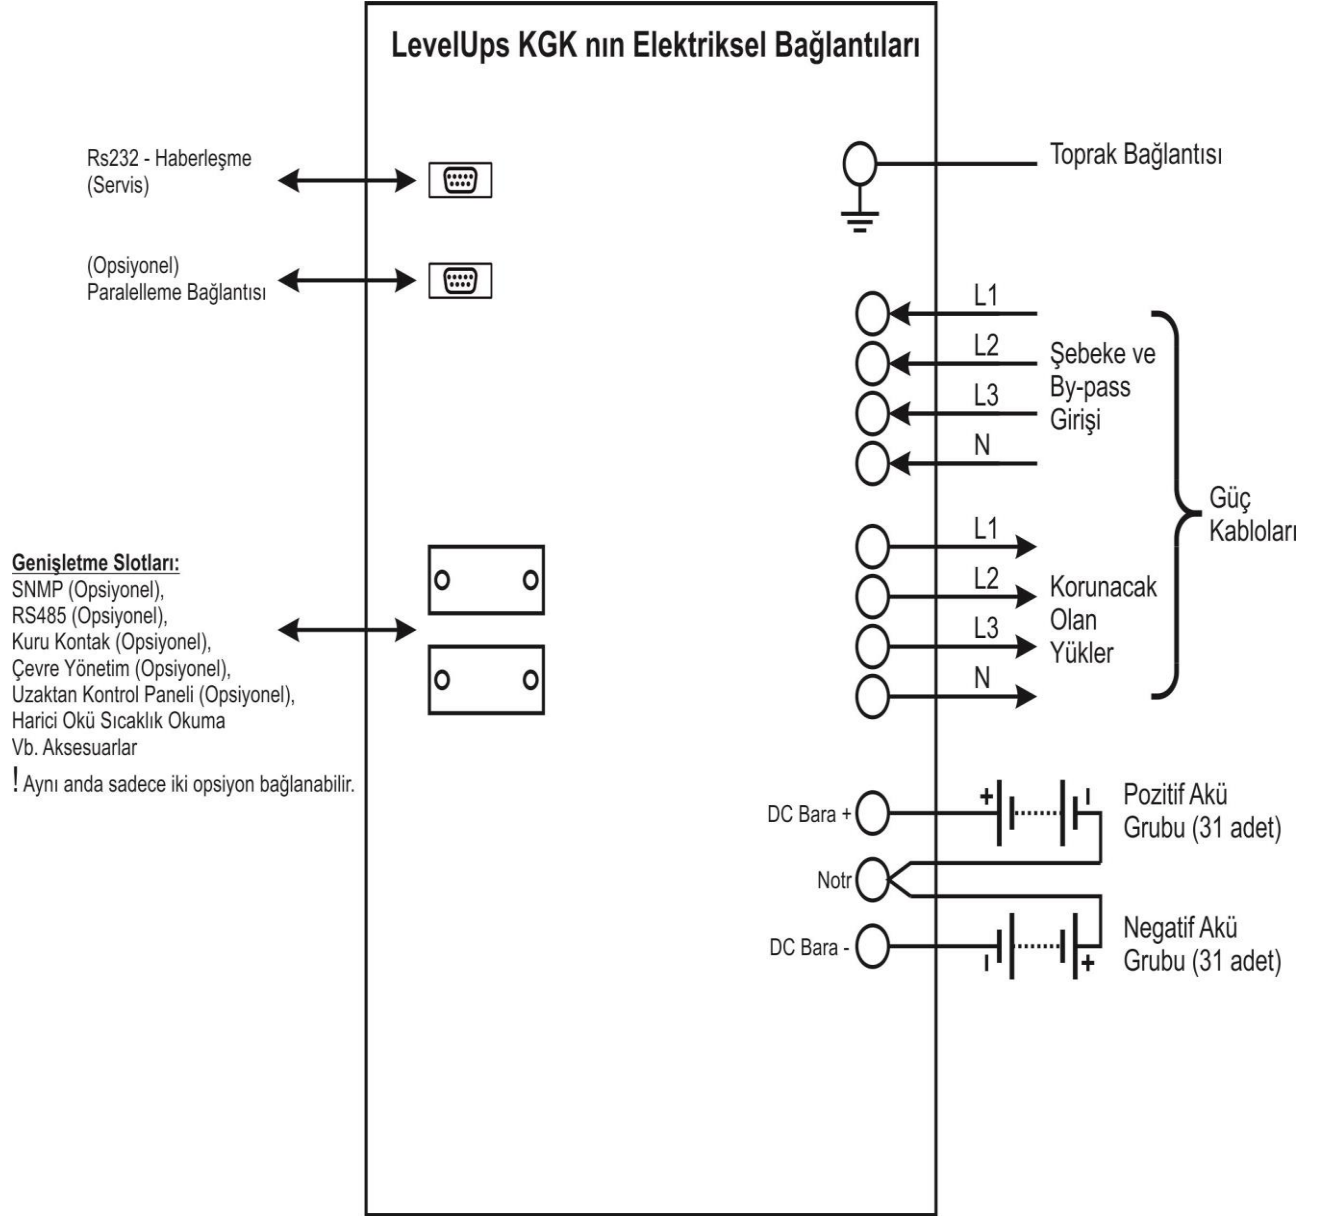 LevelUps KGK nın Elektriksel Bağlantıları
Rs232 - Haberleşme
(Servis)
(Opsiyonel)
Paralelleme Bağlantısı
Genişletme Slotları:
SNMP (Opsiyonel),
RS485 (Opsiyonel),
Kuru Kontak (Opsiyonel),
Çevre Yönetim (Opsiyonel),
Uzaktan Kontrol Paneli (Opsiyonel),
Harici Okü Sıcaklık Okuma
Vb. Aksesuarlar
! Aynı anda sadece iki opsiyon bağlanabilir.
Toprak Bağlantısı
L1
L2
L3
N
Şebeke ve
By-pass
Girişi
L1
L2
L3
N
Korunacak
Olan
Yükler
Güç
Kabloları
DC Bara +
+
-
Pozitif Akü
Grubu (31 adet)
Notr
DC Bara -
-
+
Negatif Akü
Grubu (31 adet)